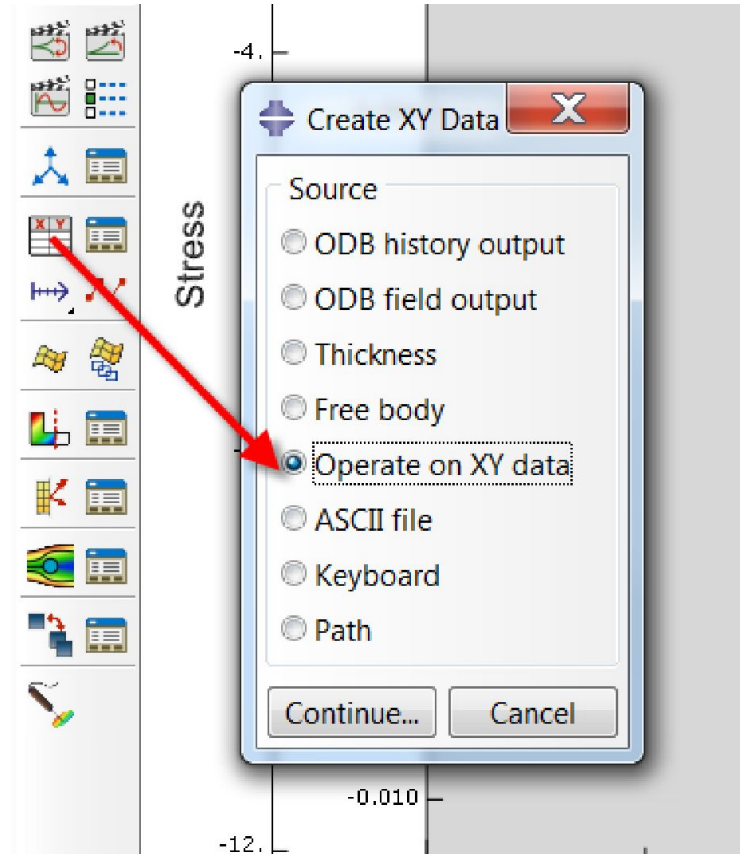 -4.
Create XY Data
Source
Stress
ODB history output
ODB field output
Thickness
Free body
Operate on XY data
ASCII file
Keyboard
Path
Continue...
Cancel
-0.010
-12.
X Y